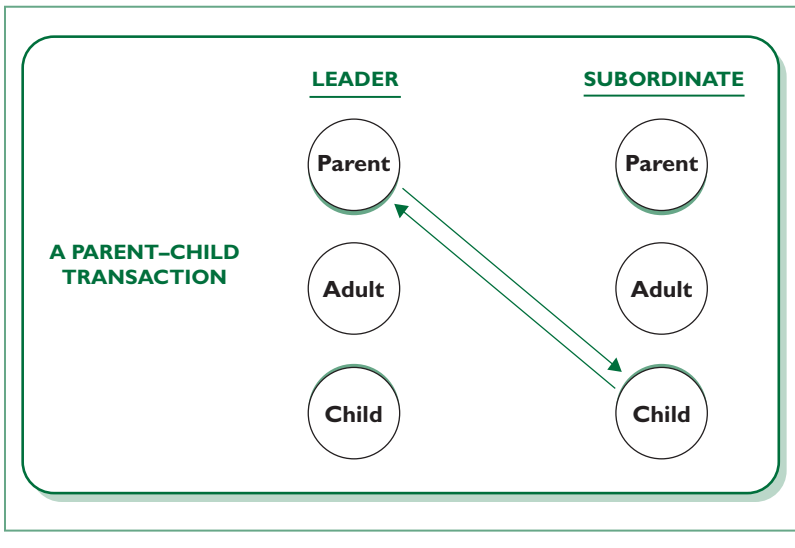 LEADER
SUBORDINATE
Parent
Parent
A PARENT–CHILD
TRANSACTION
Adult
Adult
Child
Child